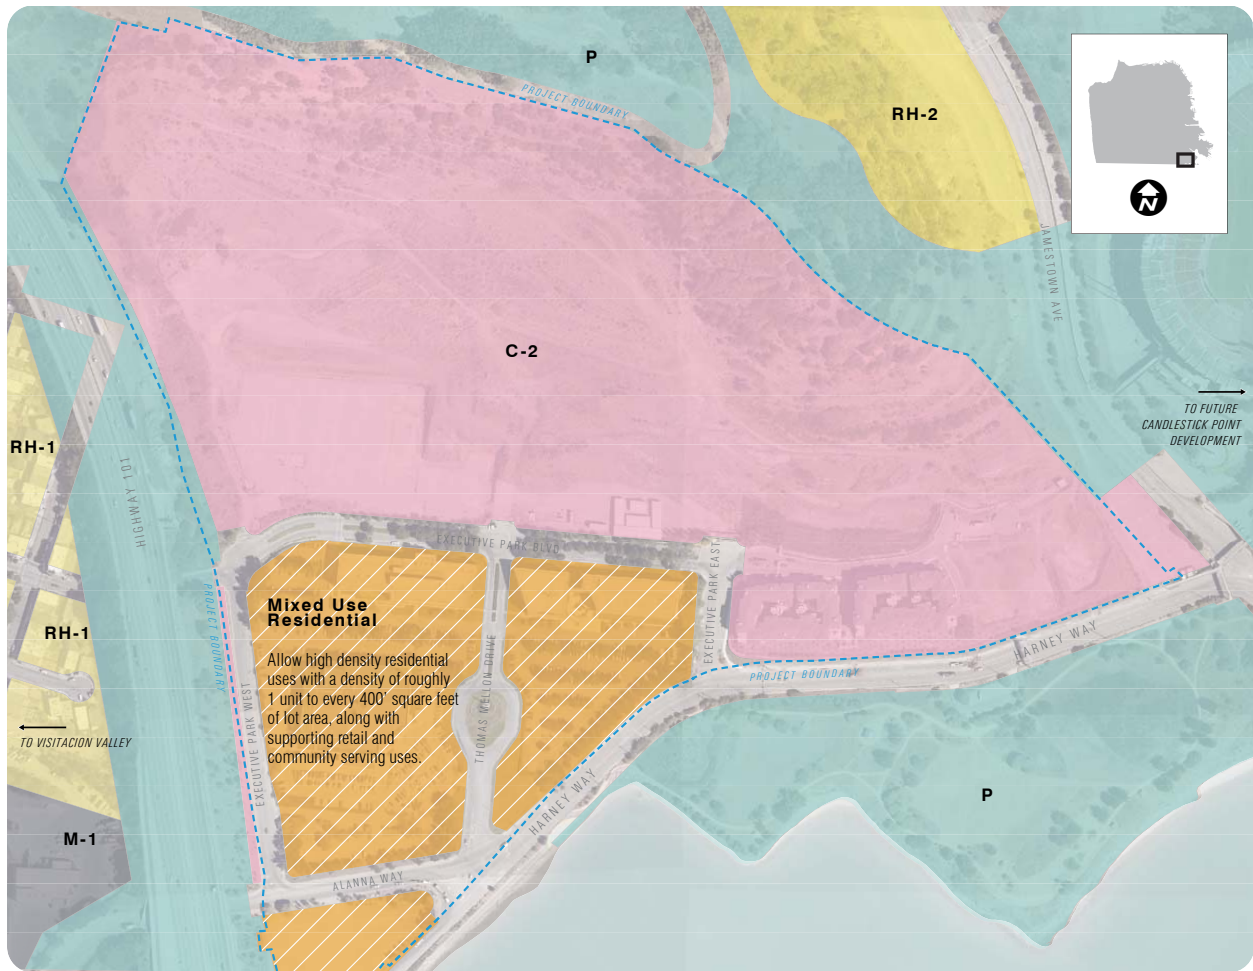 P
PROJECT BOUNDARY
RH-2
N
JAMESTOWN AVE
C-2
TO FUTURE
CANDLESTICK POINT
DEVELOPMENT
RH-1
HIGHWAY 101
EXECUTIVE PARK BLVD
EXECUTIVE PARK EAST
PROJECT BOUNDARY
Mixed Use
Residential
Allow high density residential
uses with a density of roughly
1 unit to every 400' square feet
of lot area, along with
supporting retail and
community serving uses.
THOMAS MELLON DRIVE
RH-1
HARNEY WAY
PROJECT BOUNDARY
EXECUTIVE PARK WEST
TO VISITACION VALLEY
HARNEY WAY
P
M-1
ALANNA WAY